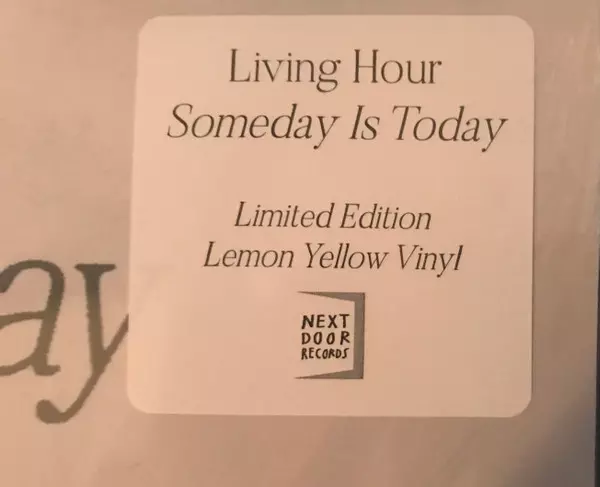 Living Hour
Someday Is Today
Limited Edition
Lemon Yellow Vinyl
NEXT
DOOR
RECORDS
ay